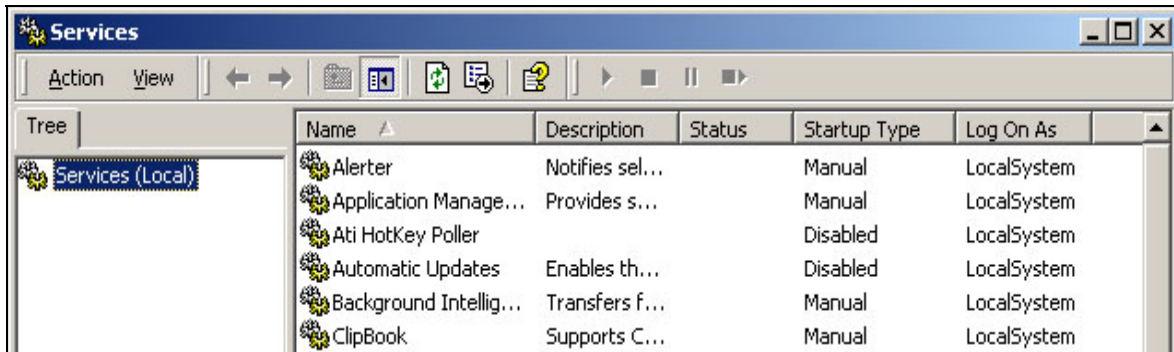 Services
Action View
Tree
Name Description Status Startup Type Log On As
Services (Local)
Alerter Notifies sel... Manual LocalSystem
Application Manage... Provides s... Manual LocalSystem
Ati HotKey Poller Disabled LocalSystem
Automatic Updates Enables th... Disabled LocalSystem
Background Intellig... Transfers f... Manual LocalSystem
ClipBook Supports C... Manual LocalSystem